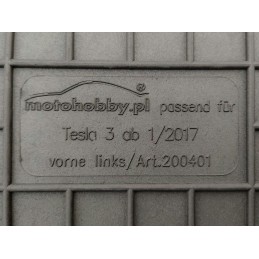 ®
motohobby.pl passend für
Tesla 3 ab 1/2017
vorne links/Art.200401